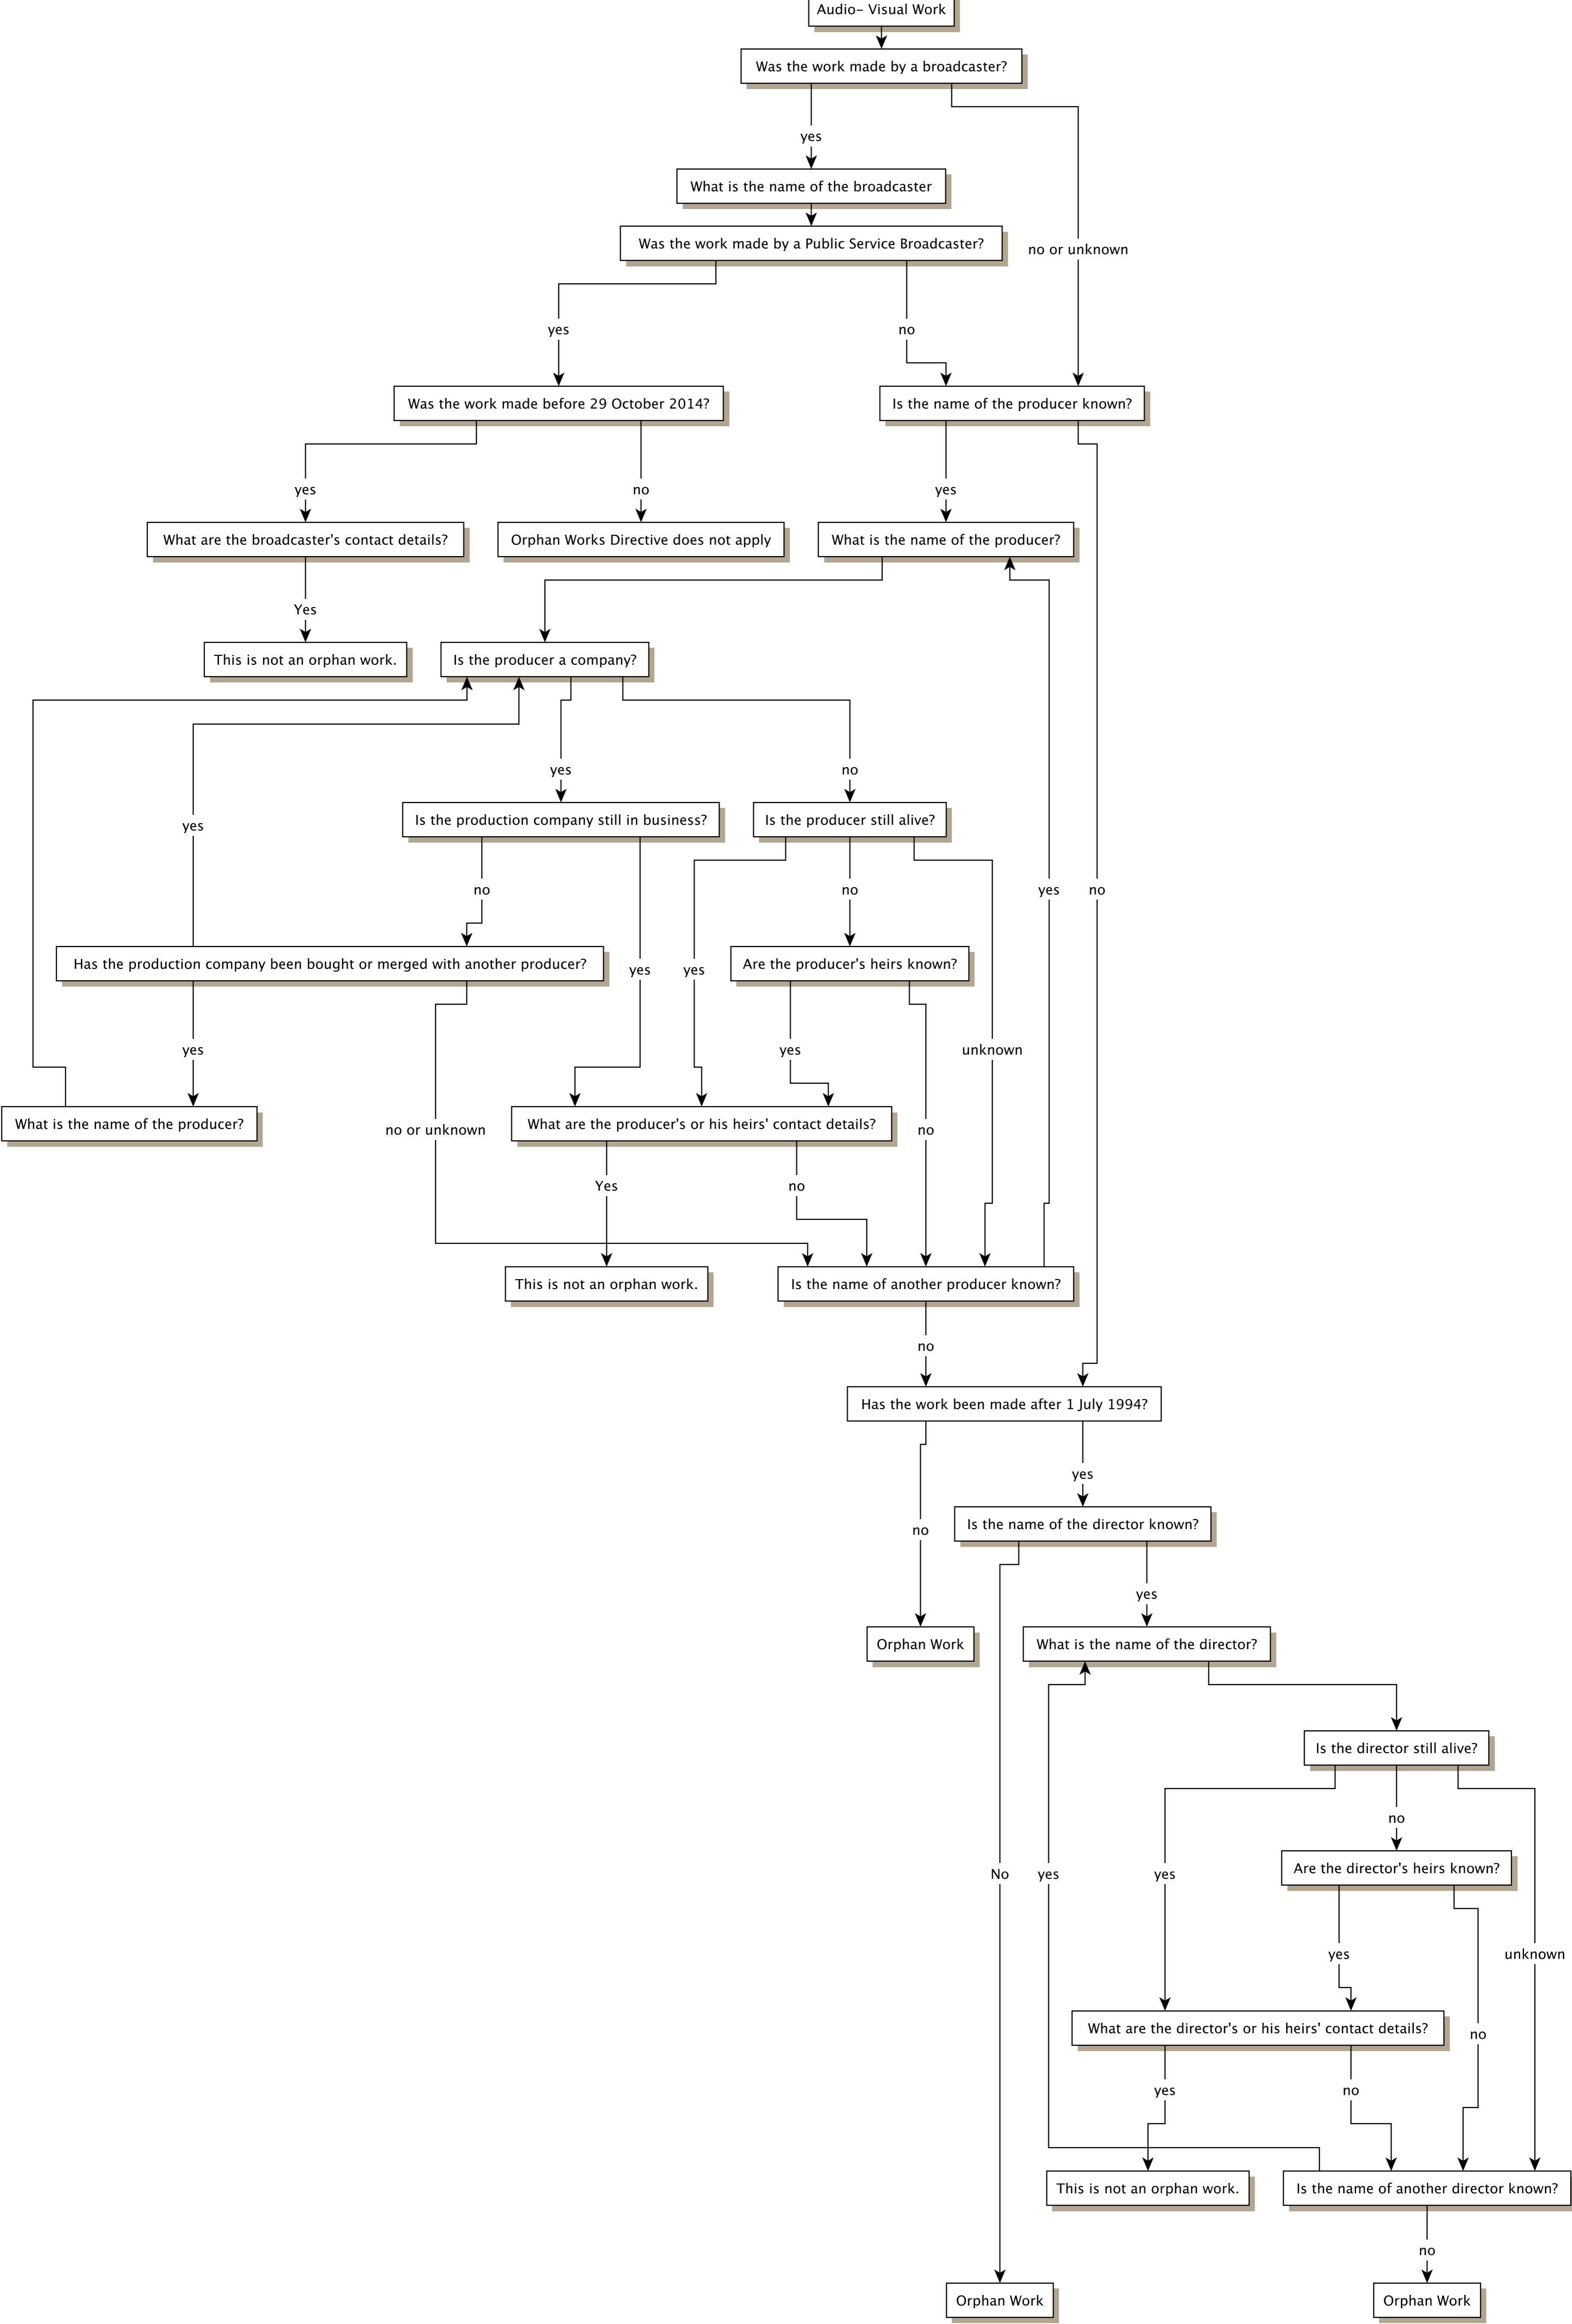 Audio- Visual Work
Was the work made by a broadcaster?
yes
What is the name of the broadcaster
Was the work made by a Public Service Broadcaster?
no or unknown
yes
no
Was the work made before 29 October 2014?
Is the name of the producer known?
yes
no
yes
What are the broadcaster's contact details?
Orphan Works Directive does not apply
What is the name of the producer?
Yes
This is not an orphan work.
Is the producer a company?
yes
no
Is the production company still in business?
Is the producer still alive?
yes
no
no
yes
no
Has the production company been bought or merged with another producer?
yes
yes
Are the producer's heirs known?
yes
yes
unknown
What is the name of the producer?
no or unknown
What are the producer's or his heirs' contact details?
no
Yes
no
This is not an orphan work.
Is the name of another producer known?
no
Has the work been made after 1 July 1994?
yes
no
Is the name of the director known?
yes
Orphan Work
What is the name of the director?
Is the director still alive?
no
No
yes
yes
Are the director's heirs known?
yes
unknown
What are the director's or his heirs' contact details?
no
yes
no
This is not an orphan work.
Is the name of another director known?
no
Orphan Work
Orphan Work